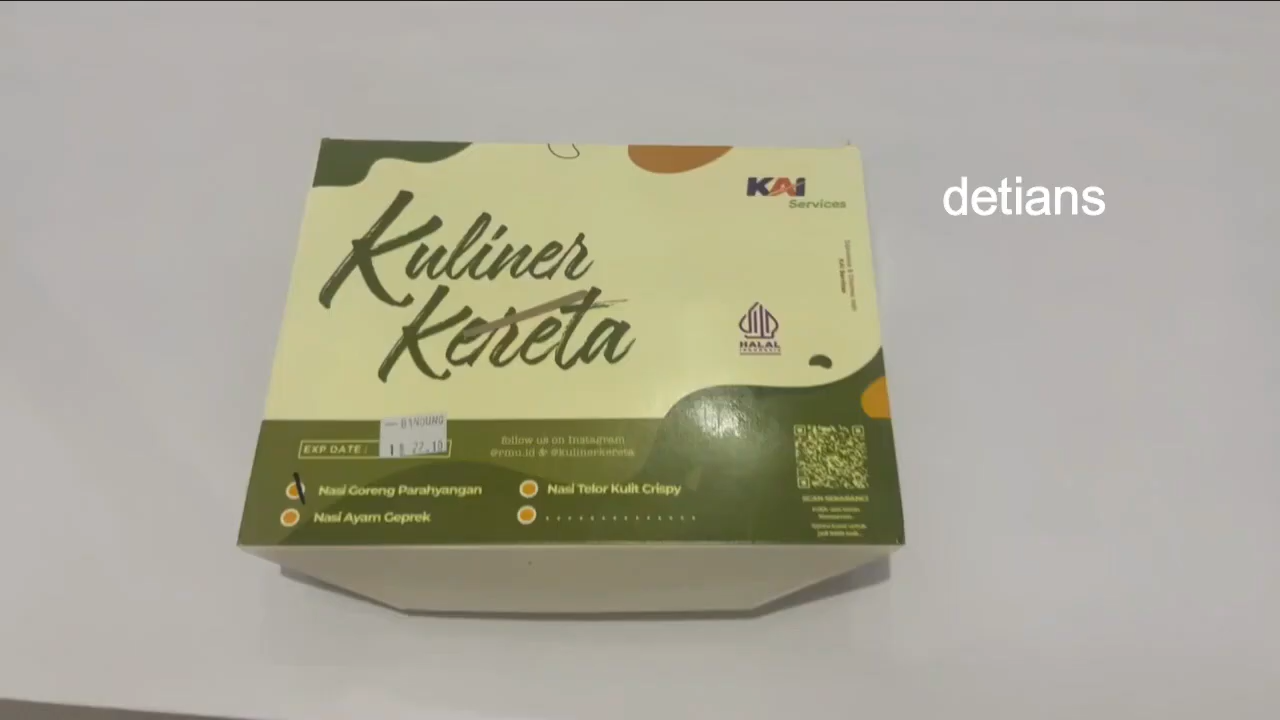 detians
KAI
Services
Kuliner
Kereta
HALAL
INDONESIA
BANDUNG
EXP DATE :
follow us on Instagram
@rmu.id & @kulinerkereta
Nasi Goreng Parahyangan
Nasi Telor Kulit Crispy
Nasi Ayam Geprek